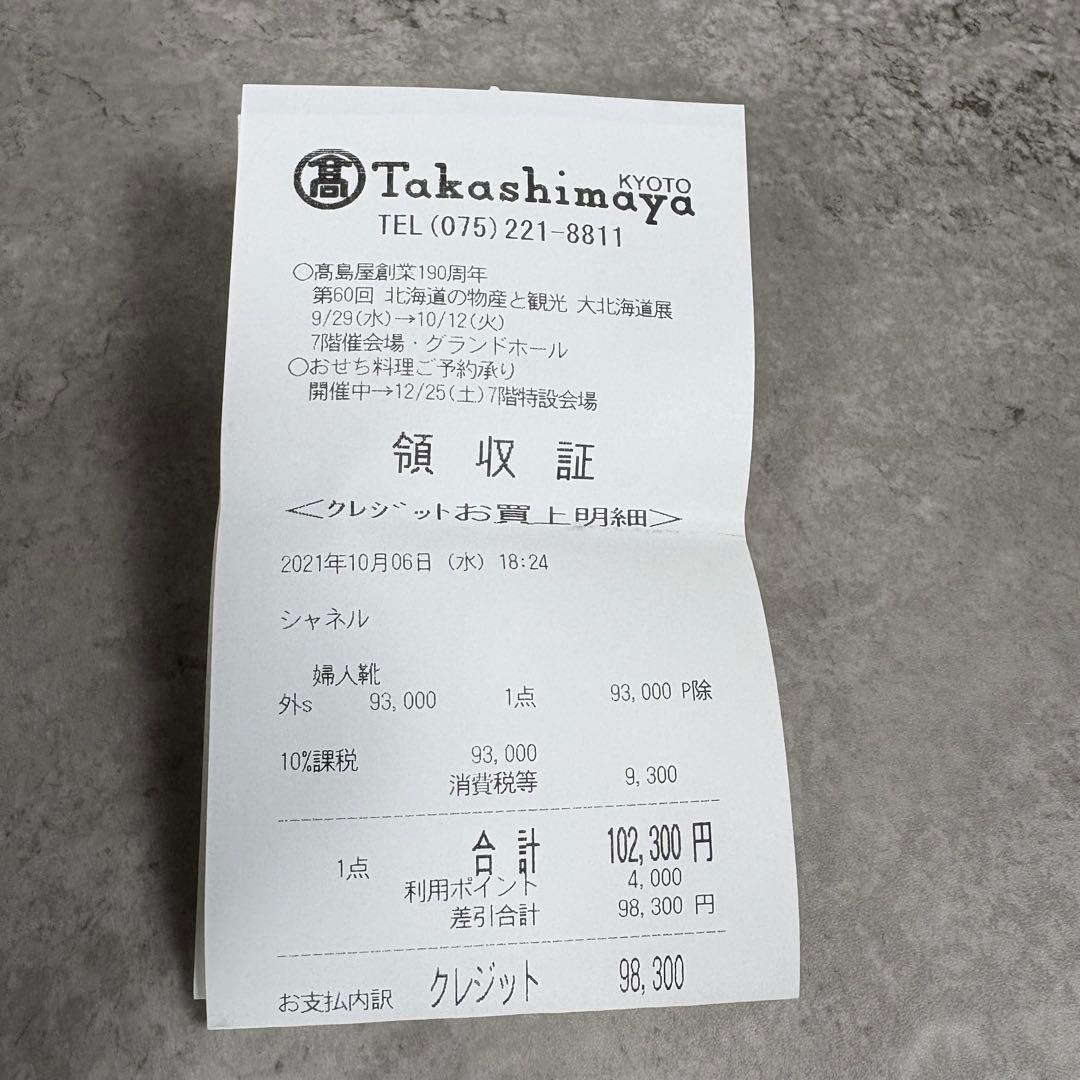 髙 Takashimaya KYOTO
TEL(075)221-8811
○髙島屋創業190周年
第60回 北海道の物産と観光 大北海道展
9/29(水)→10/12(火)
7階催会場・グランドホール
○おせち料理ご予約承り
開催中→12/25(土)7階特設会場
領収証
<クレジットお買上明細>
2021年10月06日 (水) 18:24
シャネル
婦人靴
外s 93,000 1点 93,000 P除
10%課税 93,000
消費税等 9,300
1点 合計 102,300 円
利用ポイント 4,000
差引合計 98,300 円
お支払内訳 クレジット 98,300